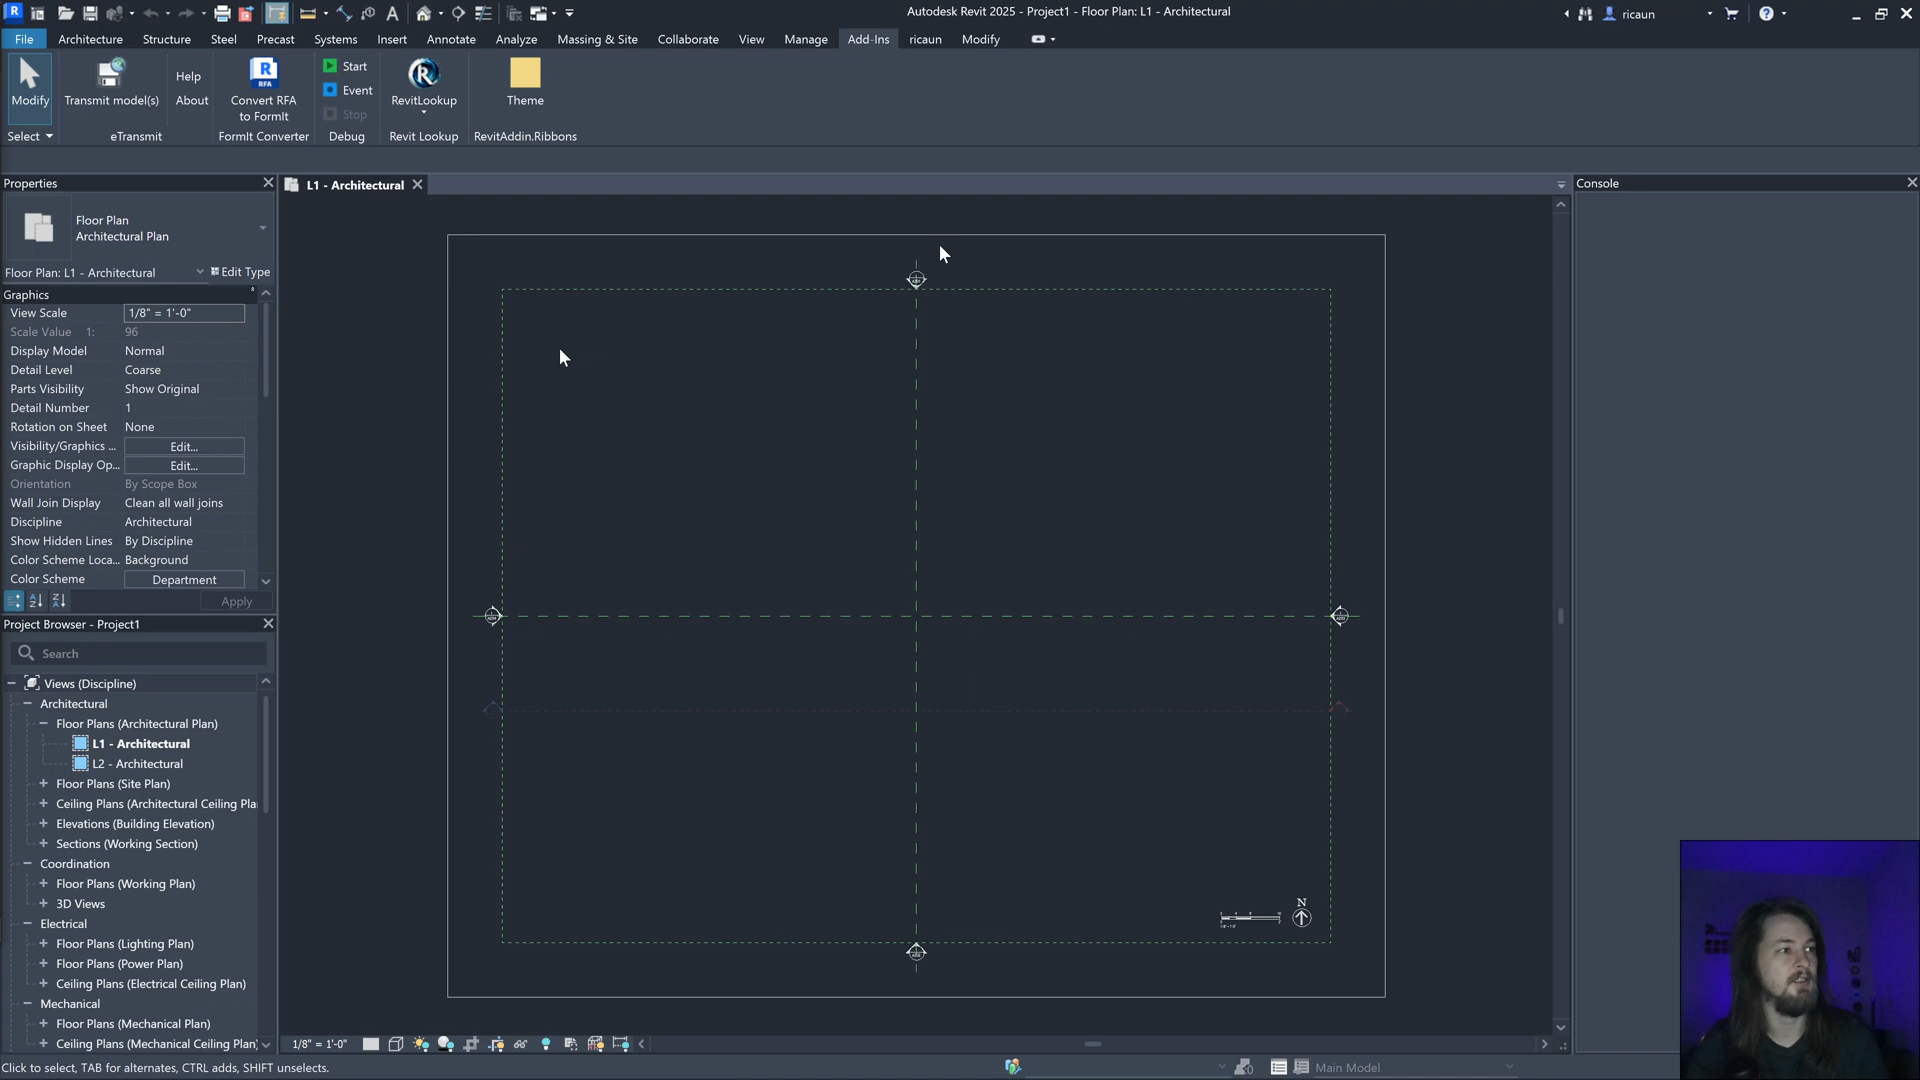 Autodesk Revit 2025 - Project1 - Floor Plan: L1 - Architectural
ricaun
File
Architecture
Structure
Steel
Precast
Systems
Insert
Annotate
Analyze
Massing & Site
Collaborate
View
Manage
Add-Ins
ricaun
Modify
Modify
Select
Transmit model(s)
Help
About
eTransmit
Convert RFA
to FormIt
FormIt Converter
Start
Event
Stop
Debug
RevitLookup
Revit Lookup
Theme
RevitAddin.Ribbons
Properties
L1 - Architectural
Console
Floor Plan
Architectural Plan
Floor Plan: L1 - Architectural
Edit Type
Graphics
View Scale 1/8" = 1'-0"
Scale Value 1: 96
Display Model Normal
Detail Level Coarse
Parts Visibility Show Original
Detail Number 1
Rotation on Sheet None
Visibility/Graphics ... Edit...
Graphic Display Op... Edit...
Orientation By Scope Box
Wall Join Display Clean all wall joins
Discipline Architectural
Show Hidden Lines By Discipline
Color Scheme Loca... Background
Color Scheme Department
Apply
Project Browser - Project1
Search
Views (Discipline)
Architectural
Floor Plans (Architectural Plan)
L1 - Architectural
L2 - Architectural
Floor Plans (Site Plan)
Ceiling Plans (Architectural Ceiling Pla
Elevations (Building Elevation)
Sections (Working Section)
Coordination
Floor Plans (Working Plan)
3D Views
Electrical
Floor Plans (Lighting Plan)
Floor Plans (Power Plan)
Ceiling Plans (Electrical Ceiling Plan)
Mechanical
Floor Plans (Mechanical Plan)
Ceiling Plans (Mechanical Ceiling Plan)
N
1/8" = 1'-0"
Click to select, TAB for alternates, CTRL adds, SHIFT unselects.
:0
Main Model